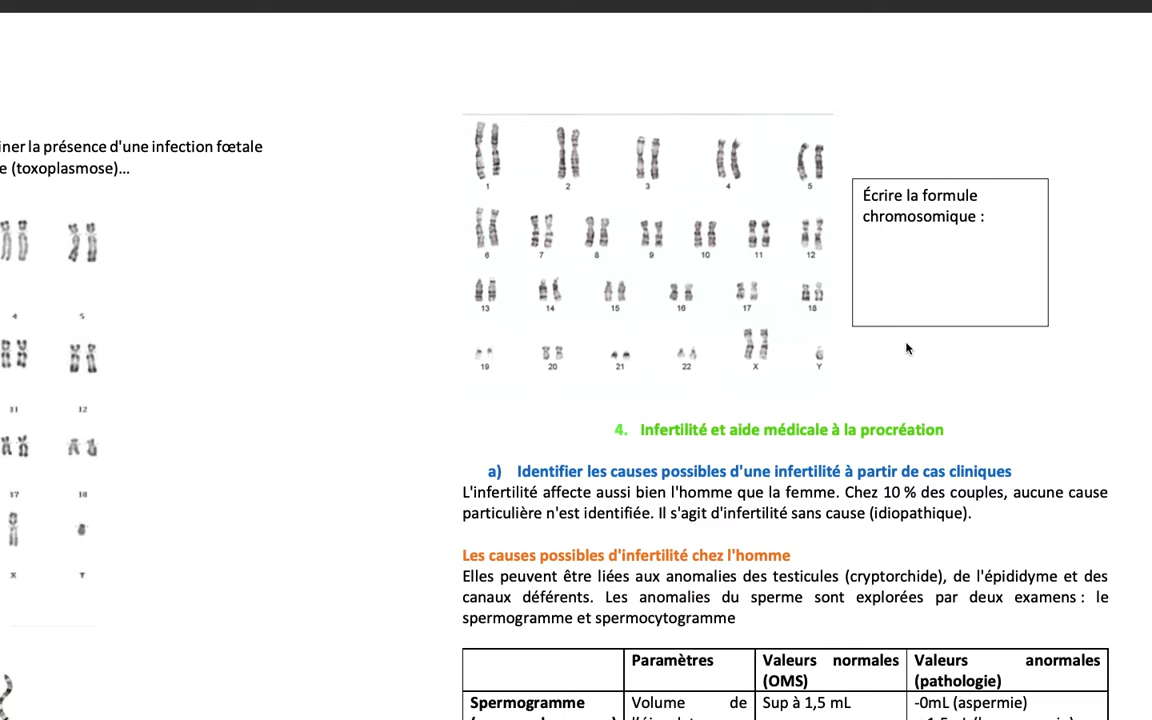 iner la présence d'une infection fœtale
e (toxoplasmose)...
4 5
11 12
17 18
X Y
1 2 3 4 5
6 7 8 9 10 11 12
13 14 15 16 17 18
19 20 21 22 X Y
Écrire la formule
chromosomique :
4. Infertilité et aide médicale à la procréation
a) Identifier les causes possibles d'une infertilité à partir de cas cliniques
L'infertilité affecte aussi bien l'homme que la femme. Chez 10 % des couples, aucune cause
particulière n'est identifiée. Il s'agit d'infertilité sans cause (idiopathique).
Les causes possibles d'infertilité chez l'homme
Elles peuvent être liées aux anomalies des testicules (cryptorchide), de l'épididyme et des
canaux déférents. Les anomalies du sperme sont explorées par deux examens : le
spermogramme et spermocytogramme
Paramètres Valeurs normales Valeurs anormales
(OMS) (pathologie)
Spermogramme Volume de Sup à 1,5 mL -0mL (aspermie)